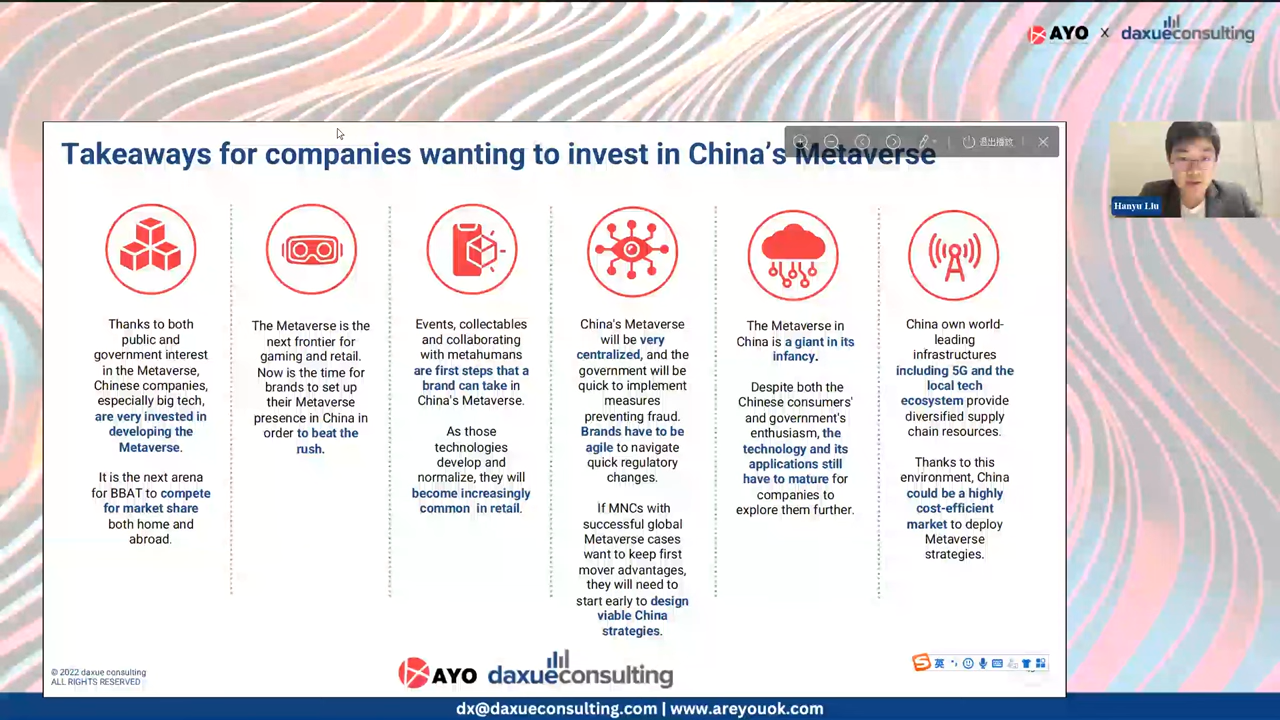 AYO X daxueconsulting
Takeaways for companies wanting to invest in China's Metaverse
退出播放
Hanyu Liu
Thanks to both
public and
government interest
in the Metaverse,
Chinese companies,
especially big tech,
are very invested in
developing the
Metaverse.
It is the next arena
for BBAT to compete
for market share
both home and
abroad.
The Metaverse is the
next frontier for
gaming and retail.
Now is the time for
brands to set up
their Metaverse
presence in China in
order to beat the
rush.
Events, collectables
and collaborating
with metahumans
are first steps that a
brand can take in
China's Metaverse.
As those
technologies
develop and
normalize, they will
become increasingly
common in retail.
China's Metaverse
will be very
centralized, and the
government will be
quick to implement
measures
preventing fraud.
Brands have to be
agile to navigate
quick regulatory
changes.
If MNCs with
successful global
Metaverse cases
want to keep first
mover advantages,
they will need to
start early to design
viable China
strategies.
The Metaverse in
China is a giant in its
infancy.
Despite both the
Chinese consumers'
and government's
enthusiasm, the
technology and its
applications still
have to mature for
companies to
explore them further.
China own world-
leading
infrastructures
including 5G and the
local tech
ecosystem provide
diversified supply
chain resources.
Thanks to this
environment, China
could be a highly
cost-efficient
market to deploy
Metaverse
strategies.
© 2022 daxue consulting
ALL RIGHTS RESERVED
AYO daxueconsulting
英
dx@daxueconsulting.com | www.areyouok.com